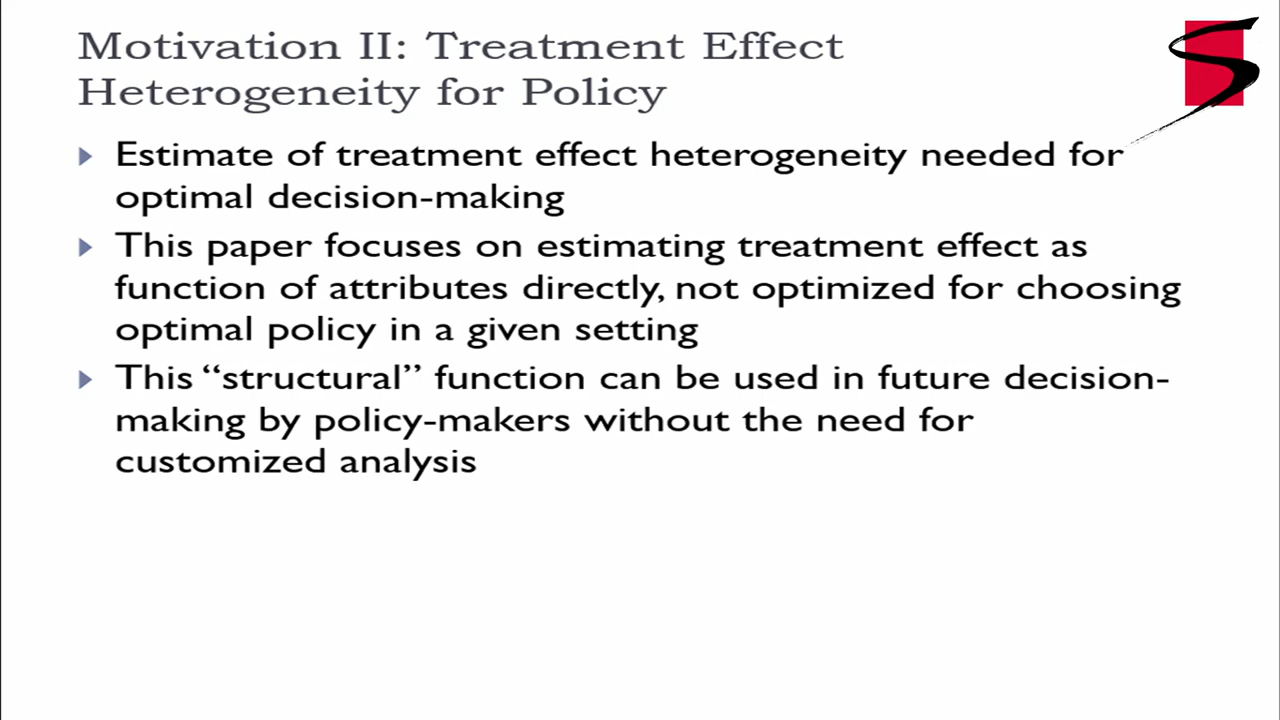 Motivation II: Treatment Effect
Heterogeneity for Policy
Estimate of treatment effect heterogeneity needed for
optimal decision-making
This paper focuses on estimating treatment effect as
function of attributes directly, not optimized for choosing
optimal policy in a given setting
This “structural” function can be used in future decision-
making by policy-makers without the need for
customized analysis